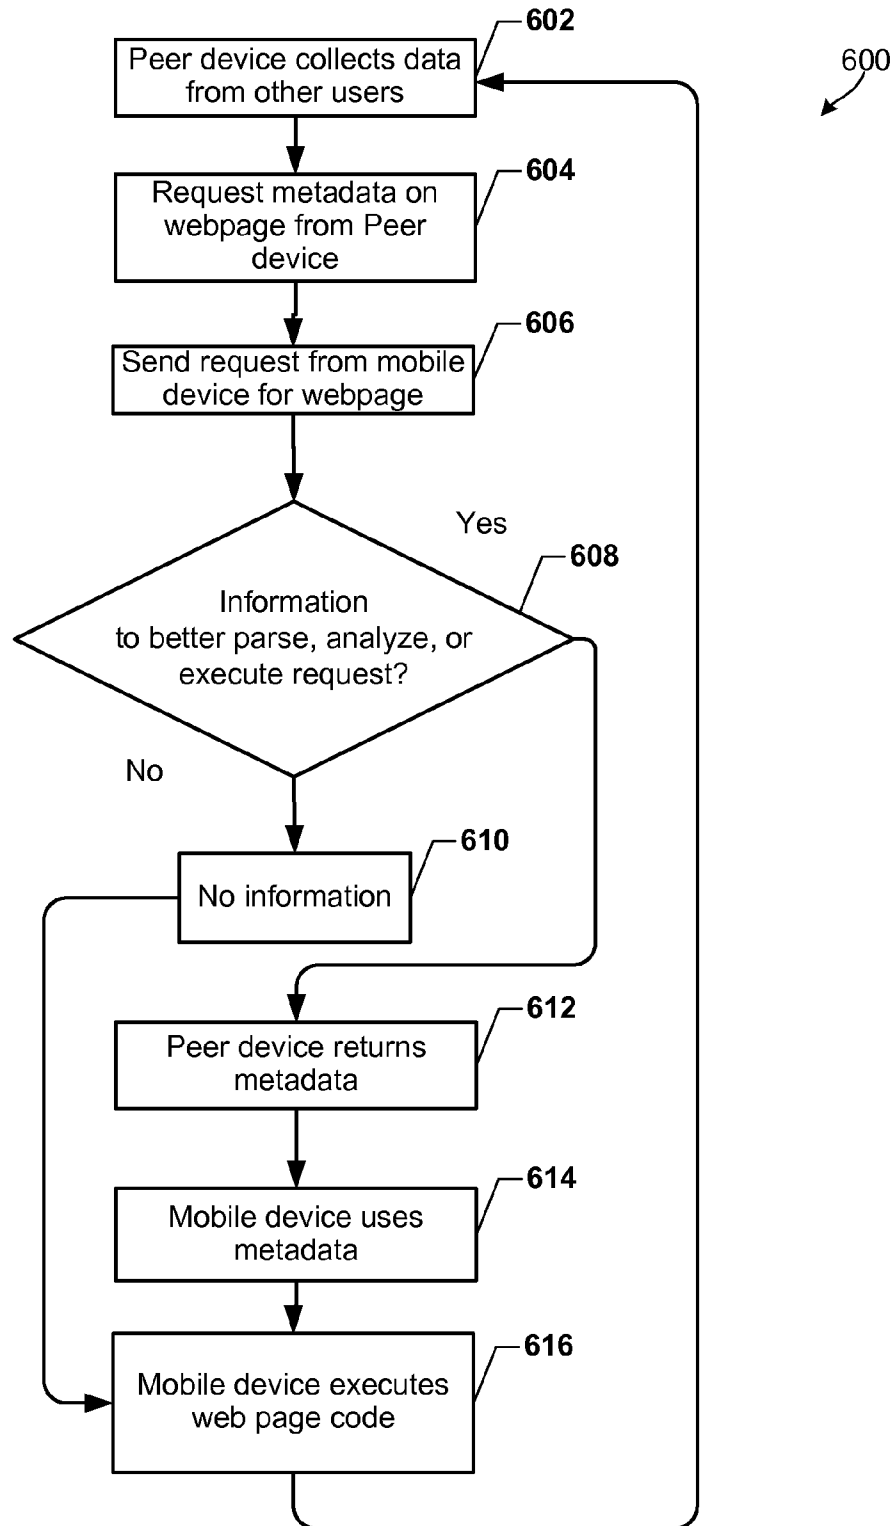 602
600
Peer device collects data
from other users
604
Request metadata on
webpage from Peer
device
606
Send request from mobile
device for webpage
Yes
608
Information
to better parse, analyze, or
execute request?
No
610
No information
612
Peer device returns
metadata
614
Mobile device uses
metadata
616
Mobile device executes
web page code